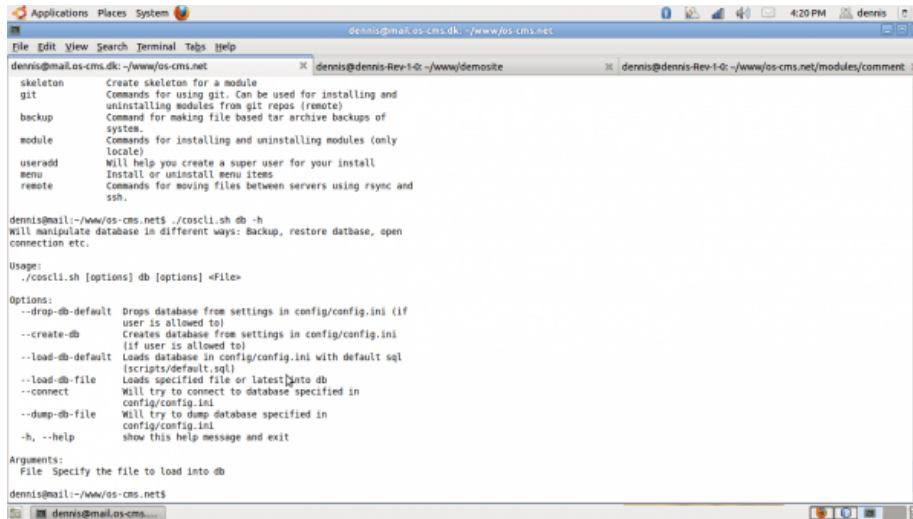 Applications Places System
4:20 PM dennis
dennis@mail.os-cms.dk: ~/www/os-cms.net
File Edit View Search Terminal Tabs Help
dennis@mail.os-cms.dk: ~/www/os-cms.net
dennis@dennis-Rev-1-0: ~/www/demosite
dennis@dennis-Rev-1-0: ~/www/os-cms.net/modules/comment
skeleton Create skeleton for a module
git Commands for using git. Can be used for installing and
uninstalling modules from git repos (remote)
backup Command for making file based tar archive backups of
system.
module Commands for installing and uninstalling modules (only
locale)
useradd Will help you create a super user for your install
menu Install or uninstall menu items
remote Commands for moving files between servers using rsync and
ssh.
dennis@mail:~/www/os-cms.net$ ./coscli.sh db -h
Will manipulate database in different ways: Backup, restore datbase, open
connection etc.
Usage:
./coscli.sh [options] db [options] <File>
Options:
--drop-db-default Drops database from settings in config/config.ini (if
user is allowed to)
--create-db Creates database from settings in config/config.ini
(if user is allowed to)
--load-db-default Loads database in config/config.ini with default sql
(scripts/default.sql)
--load-db-file Loads specified file or latest into db
--connect Will try to connect to database specified in
config/config.ini
--dump-db-file Will try to dump database specified in
config/config.ini
-h, --help show this help message and exit
Arguments:
File Specify the file to load into db
dennis@mail:~/www/os-cms.net$
dennis@mail.os-cms....